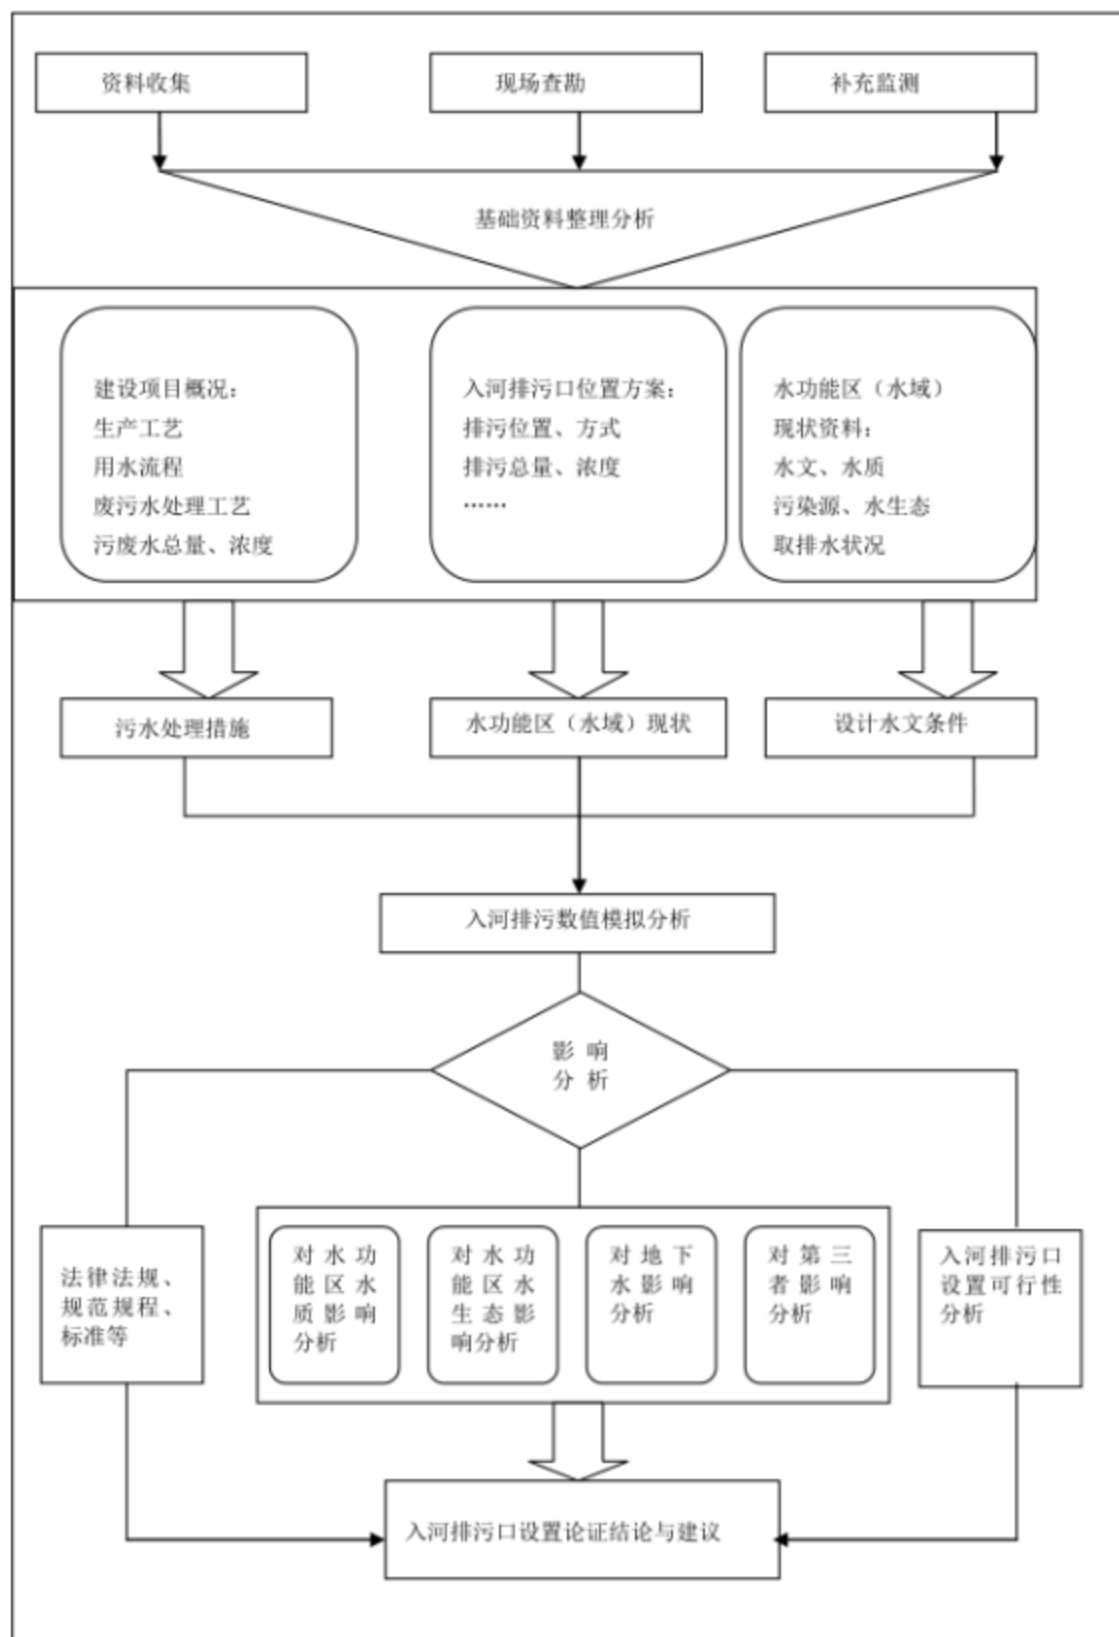 资料收集
现场查勘
补充监测
基础资料整理分析
建设项目概况：
生产工艺
用水流程
废污水处理工艺
污废水总量、浓度
入河排污口位置方案：
排污位置、方式
排污总量、浓度
……
水功能区（水域）
现状资料：
水文、水质
污染源、水生态
取排水状况
污水处理措施
水功能区（水域）现状
设计水文条件
入河排污数值模拟分析
影 响
分 析
法律法规、
规范规程、
标准等
对 水 功
能 区 水
质 影 响
分析
对 水 功
能 区 水
生 态 影
响分析
对 地 下
水 影 响
分析
对 第 三
者 影 响
分析
入河排污口
设置可行性
分析
入河排污口设置论证结论与建议